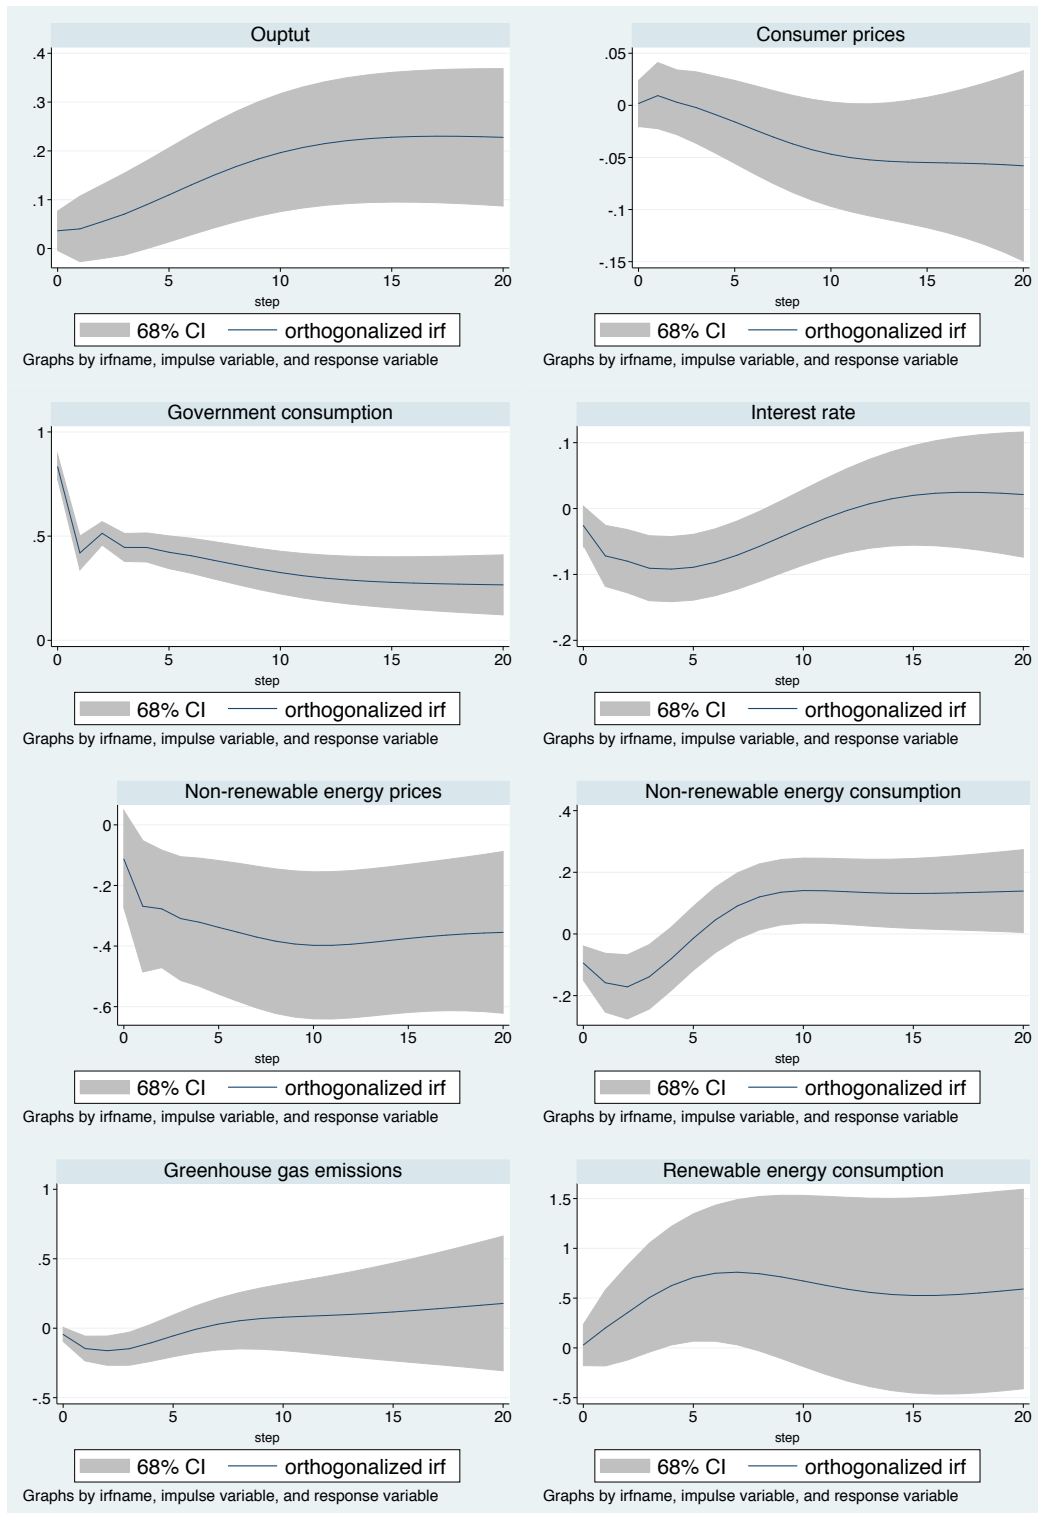 Ouptut
.4
.3
.2
.1
0
0 5 10 15 20
step
68% CI orthogonalized irf
Graphs by irfname, impulse variable, and response variable
Consumer prices
.05
0
-.05
-.1
-.15
0 5 10 15 20
step
68% CI orthogonalized irf
Graphs by irfname, impulse variable, and response variable
Government consumption
1
.5
0
0 5 10 15 20
step
68% CI orthogonalized irf
Graphs by irfname, impulse variable, and response variable
Interest rate
.1
0
-.1
-.2
0 5 10 15 20
step
68% CI orthogonalized irf
Graphs by irfname, impulse variable, and response variable
Non-renewable energy prices
0
-.2
-.4
-.6
0 5 10 15 20
step
68% CI orthogonalized irf
Graphs by irfname, impulse variable, and response variable
Non-renewable energy consumption
.4
.2
0
-.2
0 5 10 15 20
step
68% CI orthogonalized irf
Graphs by irfname, impulse variable, and response variable
Greenhouse gas emissions
1
.5
0
-.5
0 5 10 15 20
step
68% CI orthogonalized irf
Graphs by irfname, impulse variable, and response variable
Renewable energy consumption
1.5
1
.5
0
-.5
0 5 10 15 20
step
68% CI orthogonalized irf
Graphs by irfname, impulse variable, and response variable